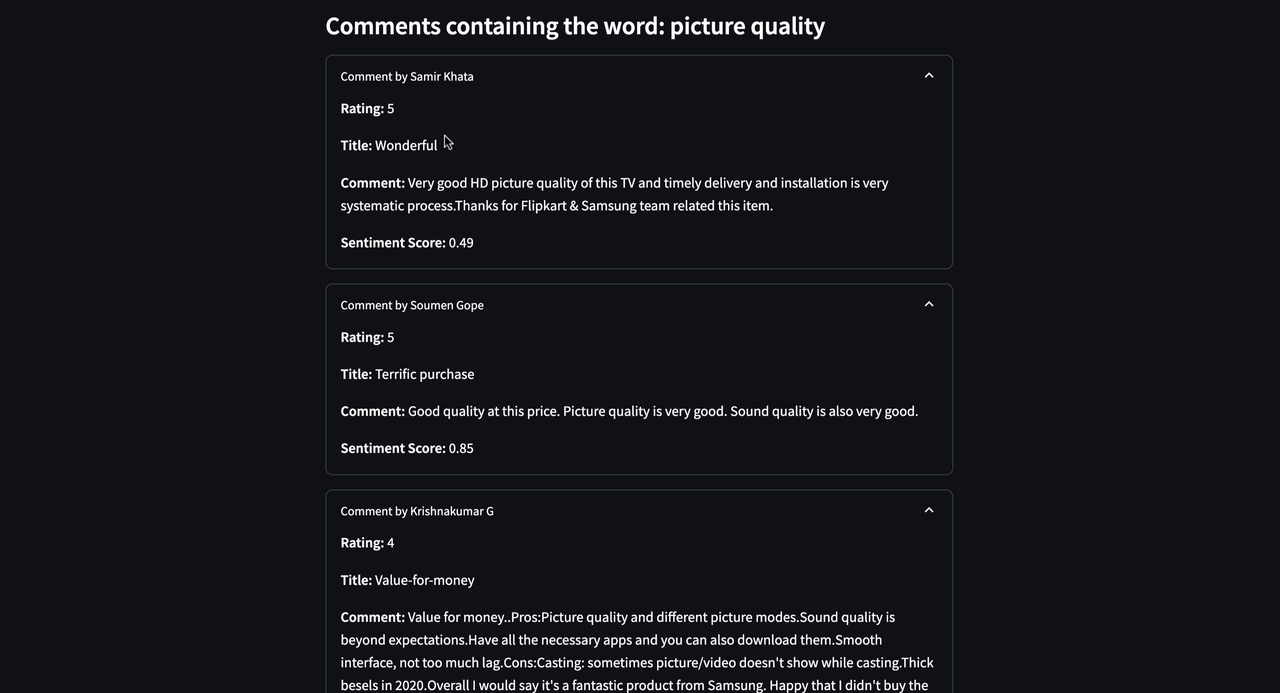 Comments containing the word: picture quality
Comment by Samir Khata
Rating: 5
Title: Wonderful
Comment: Very good HD picture quality of this TV and timely delivery and installation is very
systematic process.Thanks for Flipkart & Samsung team related this item.
Sentiment Score: 0.49
Comment by Soumen Gope
Rating: 5
Title: Terrific purchase
Comment: Good quality at this price. Picture quality is very good. Sound quality is also very good.
Sentiment Score: 0.85
Comment by Krishnakumar G
Rating: 4
Title: Value-for-money
Comment: Value for money..Pros:Picture quality and different picture modes.Sound quality is
beyond expectations.Have all the necessary apps and you can also download them.Smooth
interface, not too much lag.Cons:Casting: sometimes picture/video doesn't show while casting.Thick
besels in 2020.Overall I would say it's a fantastic product from Samsung. Happy that I didn't buy the